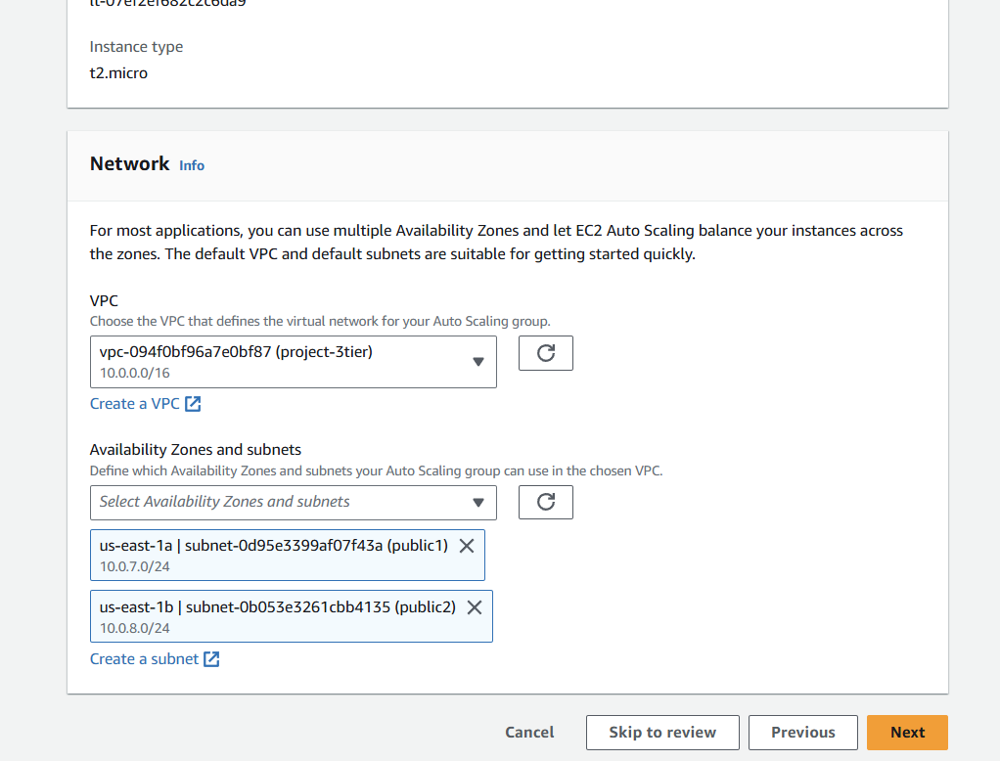 lt-07ef2ef682c2c6da9
Instance type
t2.micro
Network Info
For most applications, you can use multiple Availability Zones and let EC2 Auto Scaling balance your instances across
the zones. The default VPC and default subnets are suitable for getting started quickly.
VPC
Choose the VPC that defines the virtual network for your Auto Scaling group.
vpc-094f0bf96a7e0bf87 (project-3tier)
10.0.0.0/16
Create a VPC
Availability Zones and subnets
Define which Availability Zones and subnets your Auto Scaling group can use in the chosen VPC.
Select Availability Zones and subnets
us-east-1a | subnet-0d95e3399af07f43a (public1)
10.0.7.0/24
us-east-1b | subnet-0b053e3261cbb4135 (public2)
10.0.8.0/24
Create a subnet
Cancel Skip to review Previous Next